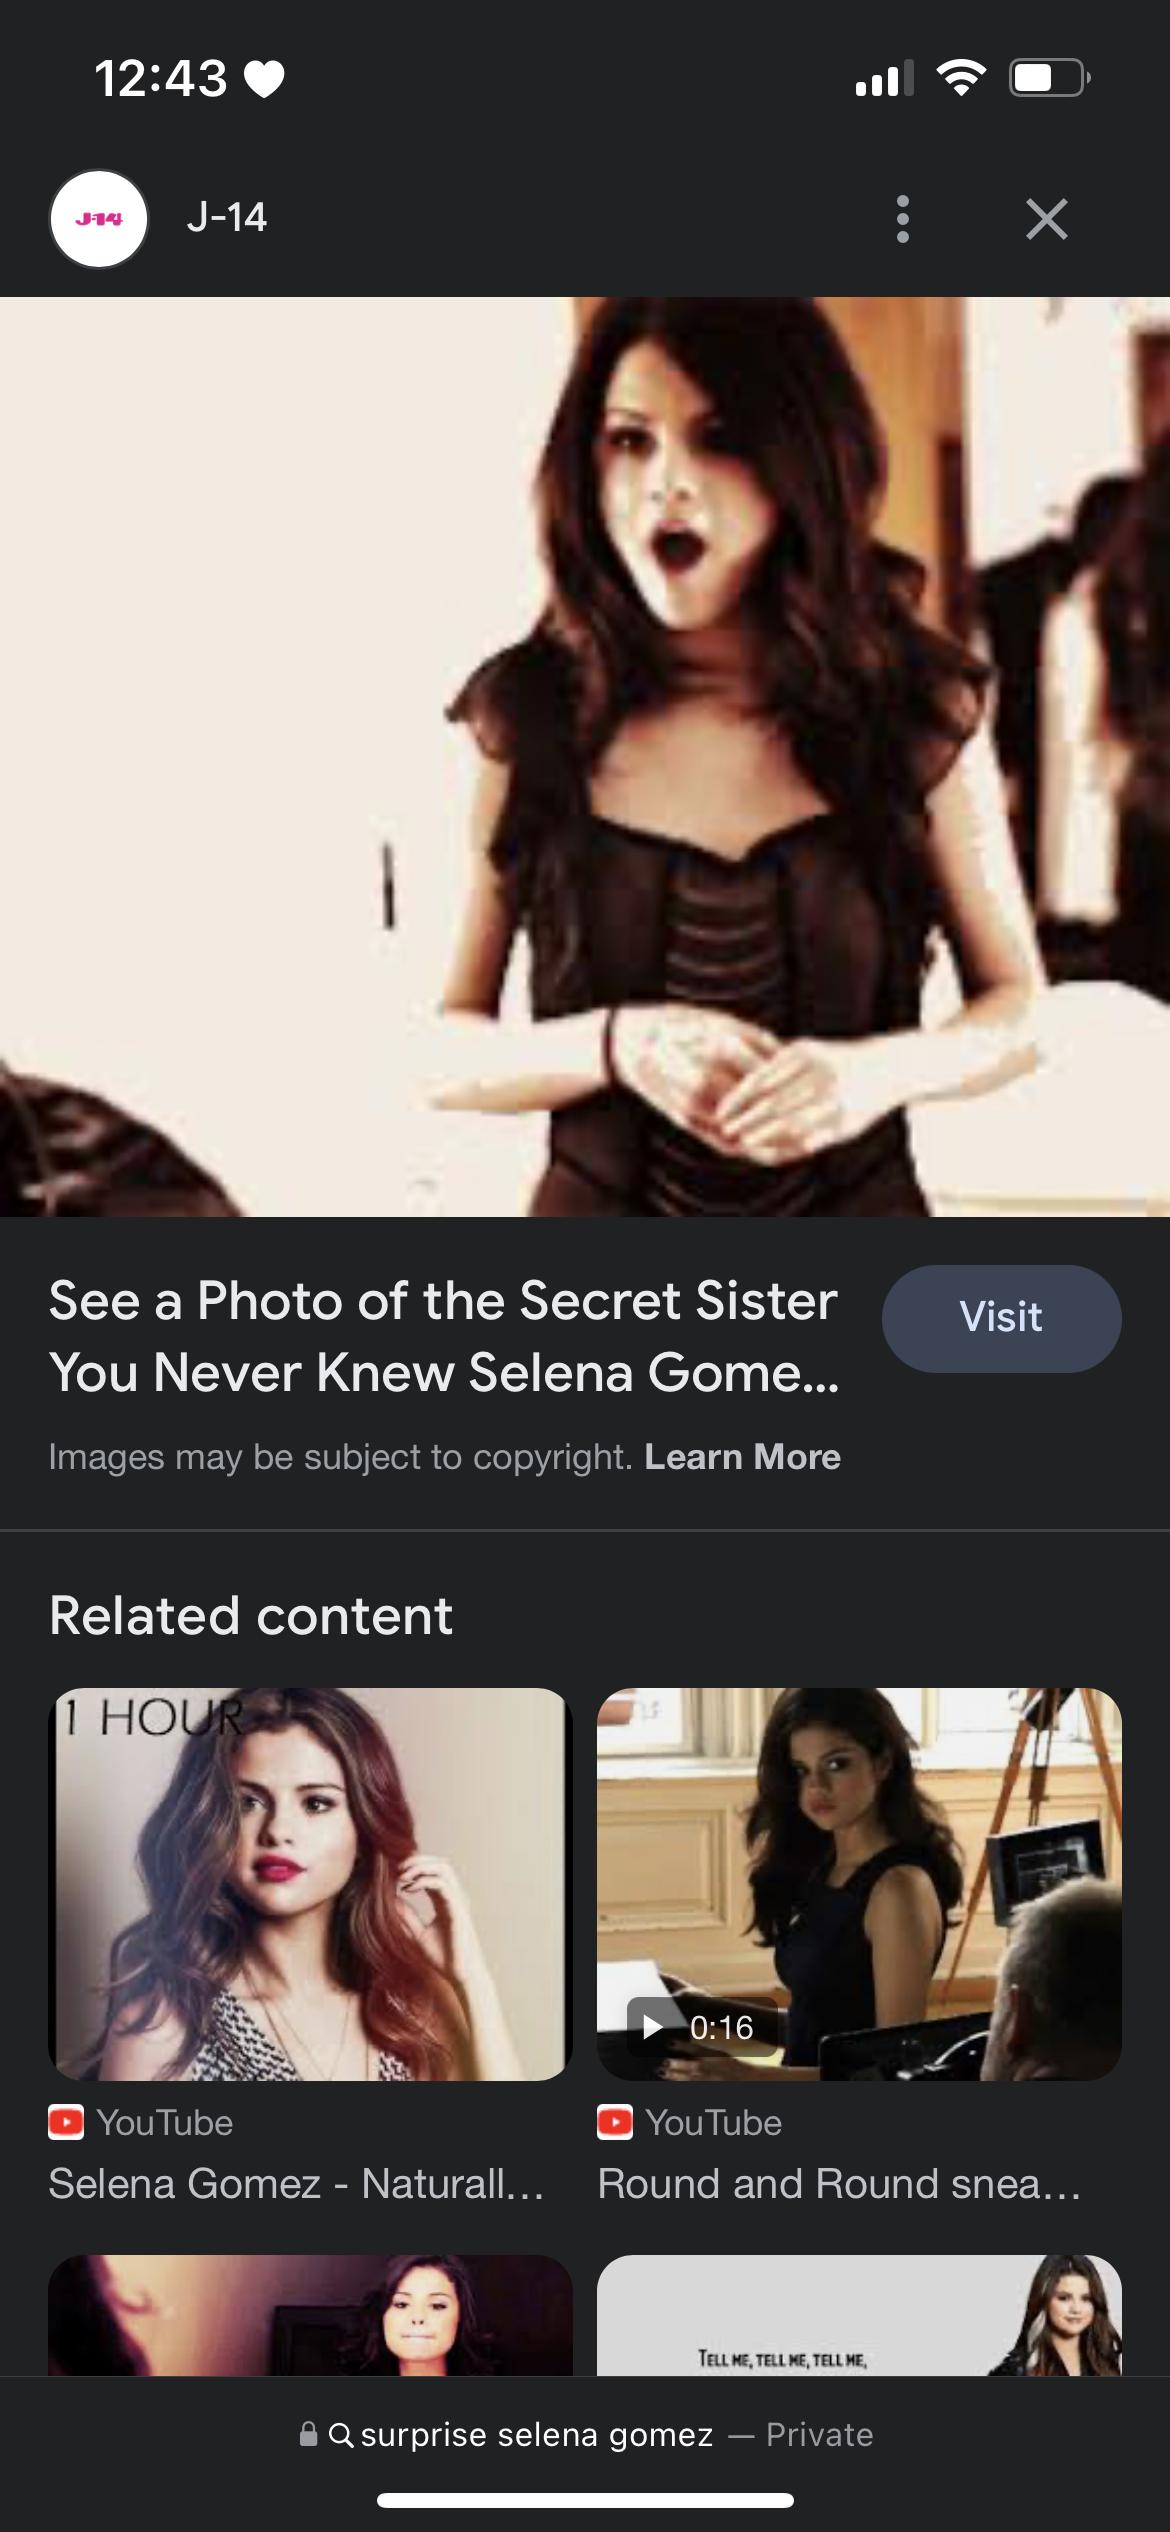 12:43
J-14
J-14
See a Photo of the Secret Sister
You Never Knew Selena Gome...
Visit
Images may be subject to copyright. Learn More
Related content
1 HOUR
0:16
YouTube
YouTube
Selena Gomez - Naturall...
Round and Round snea...
TELL ME, TELL ME, TELL ME,
surprise selena gomez — Private